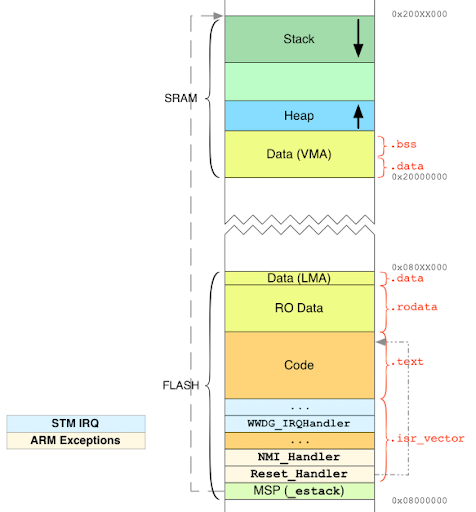 0x200XX000
Stack
SRAM
Heap
Data (VMA)
.bss
.data
0x20000000
0x080XX000
Data (LMA)
.data
RO Data
.rodata
Code
.text
FLASH
...
STM IRQ
WWDG_IRQHandler
ARM Exceptions
...
.isr_vector
NMI_Handler
Reset_Handler
MSP (_estack)
0x08000000